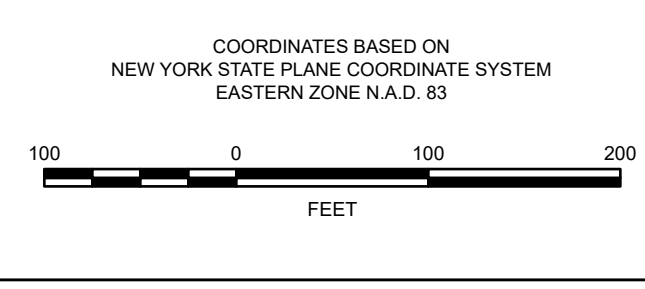 COORDINATES BASED ON
NEW YORK STATE PLANE COORDINATE SYSTEM
EASTERN ZONE N.A.D. 83
100 0 100 200
FEET